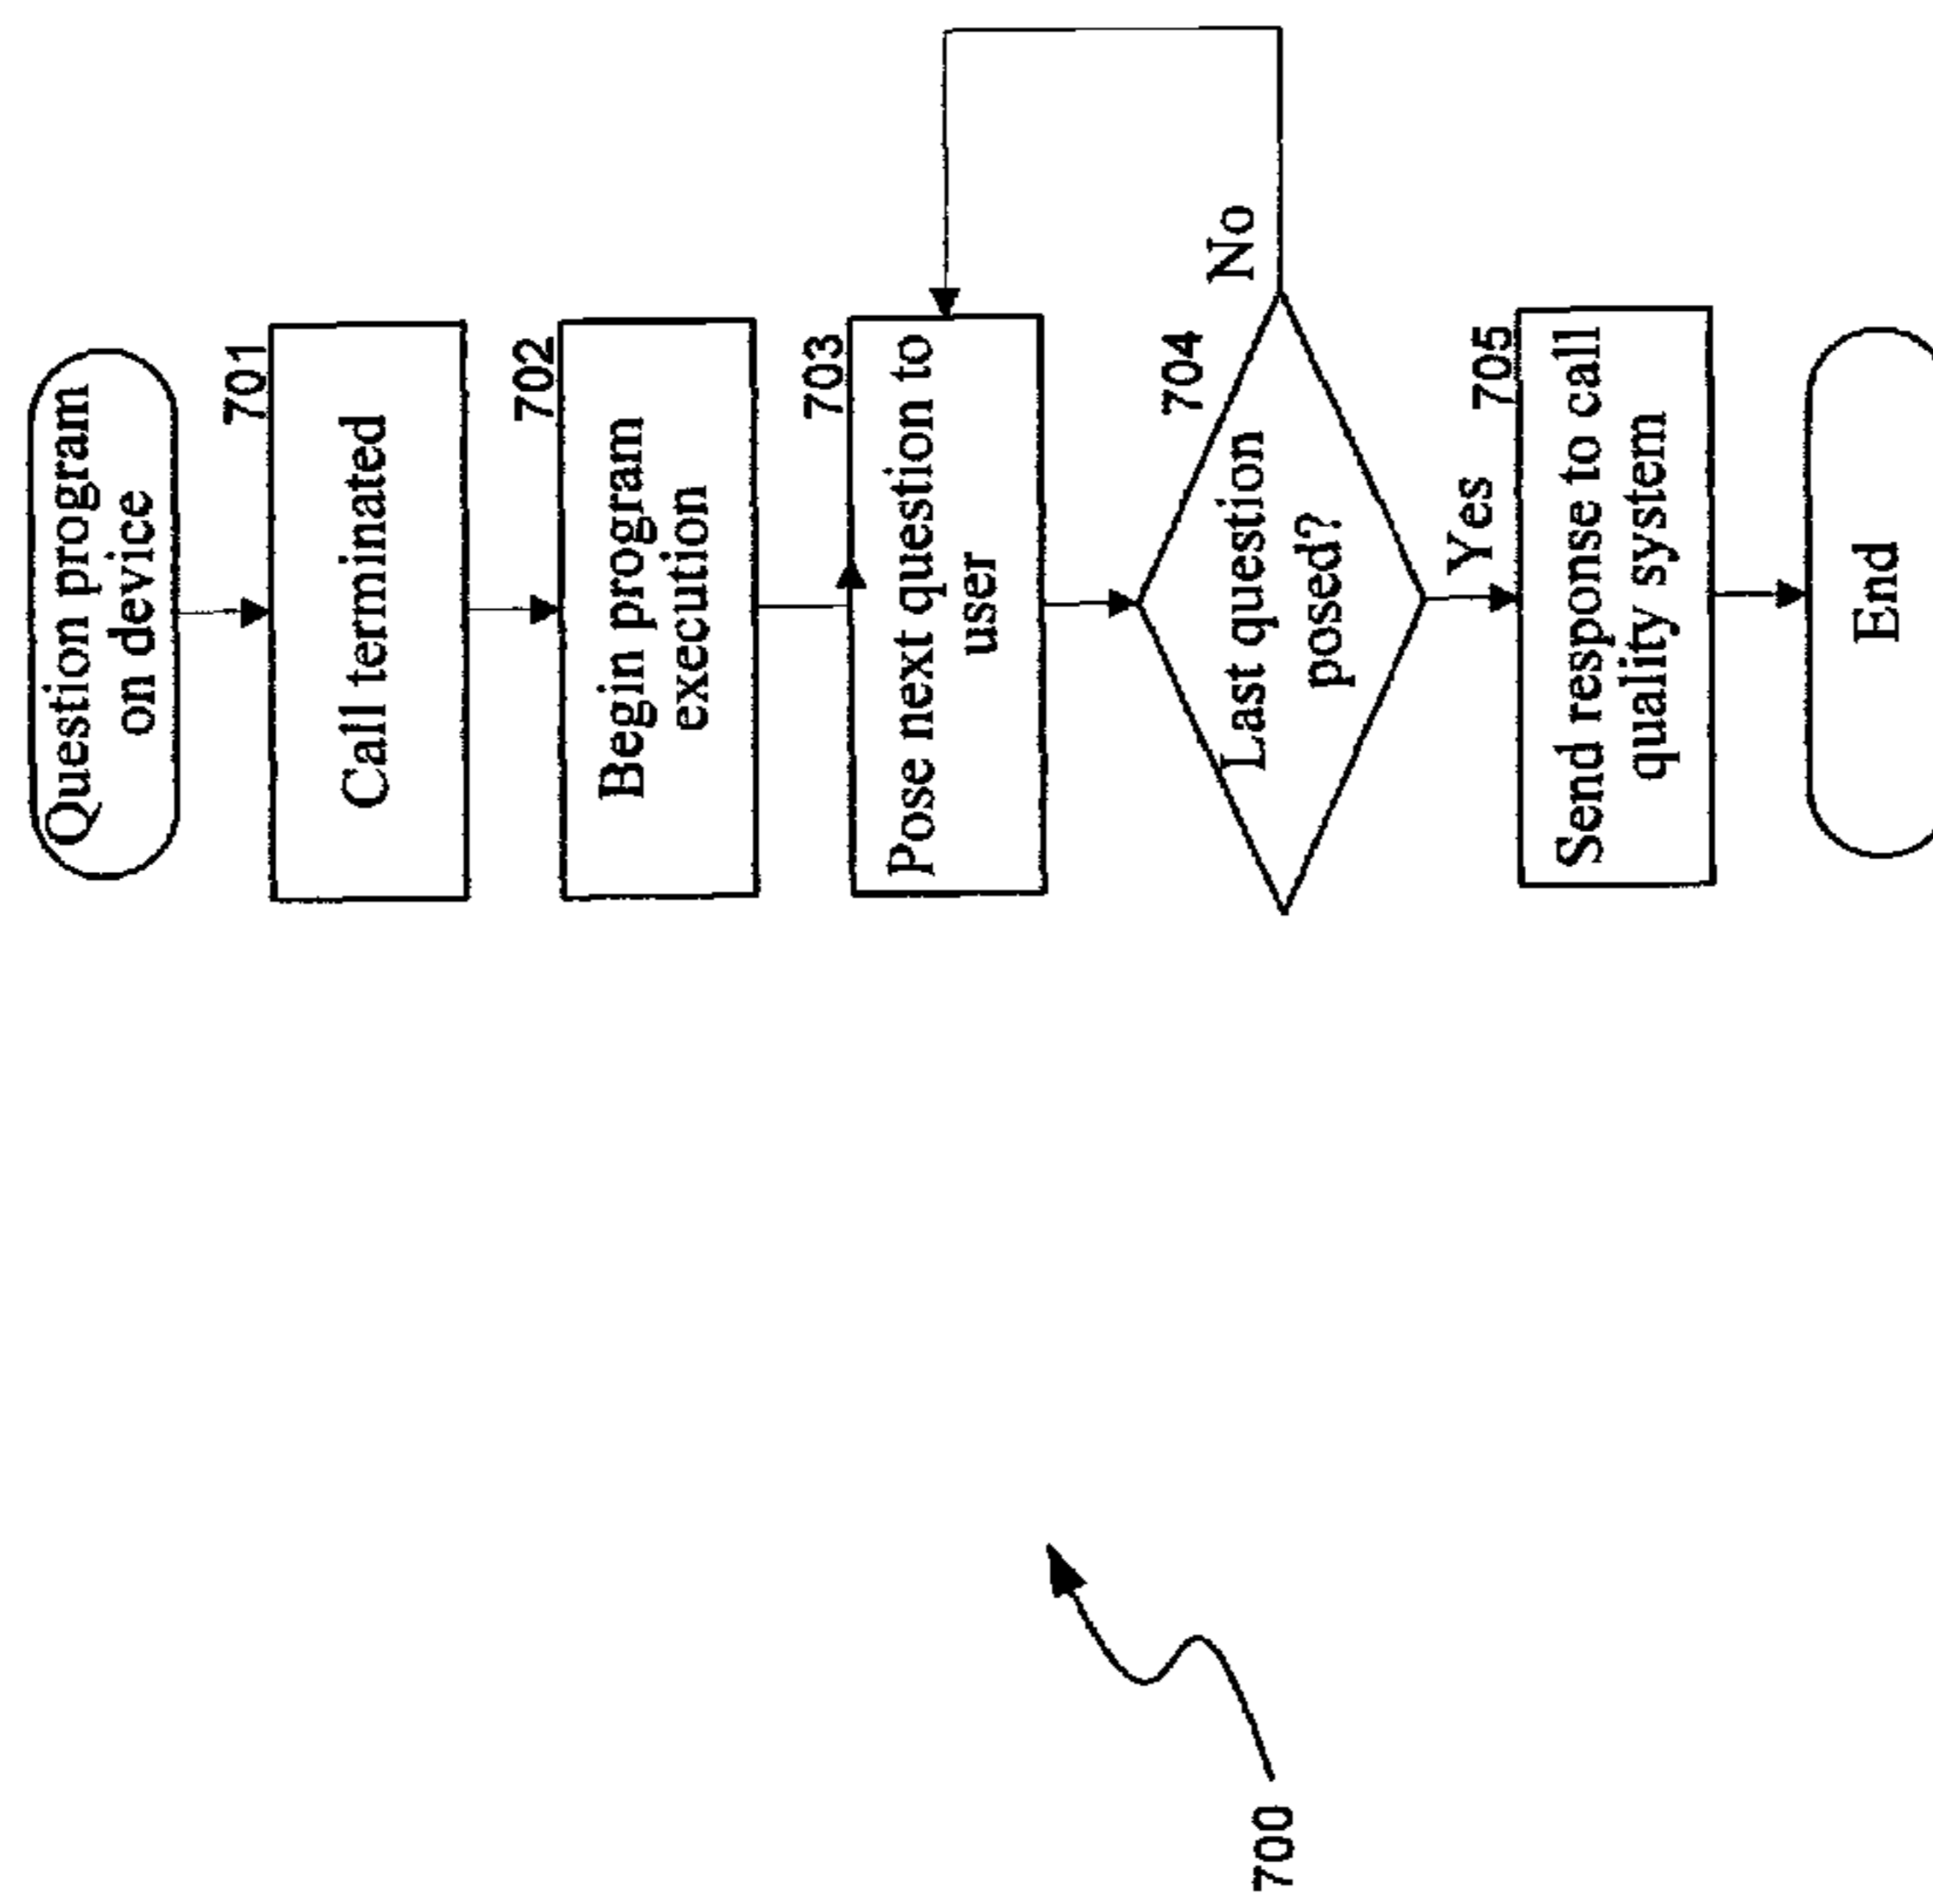 Question program
on device
701
Call terminated
702
Begin program
execution
703
Pose next question to
user
704
Last question
posed?
No
Yes
705
Send response to call
quality system
End
700